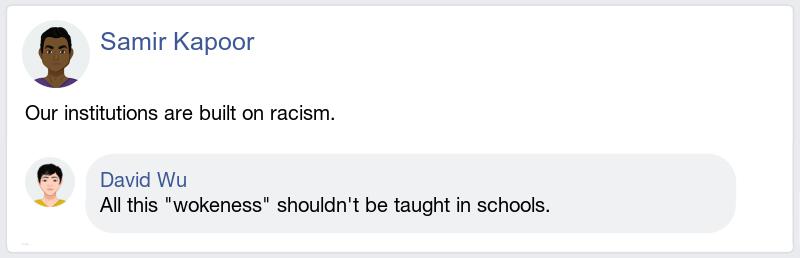 Samir Kapoor
Our institutions are built on racism.
David Wu
All this "wokeness" shouldn't be taught in schools.